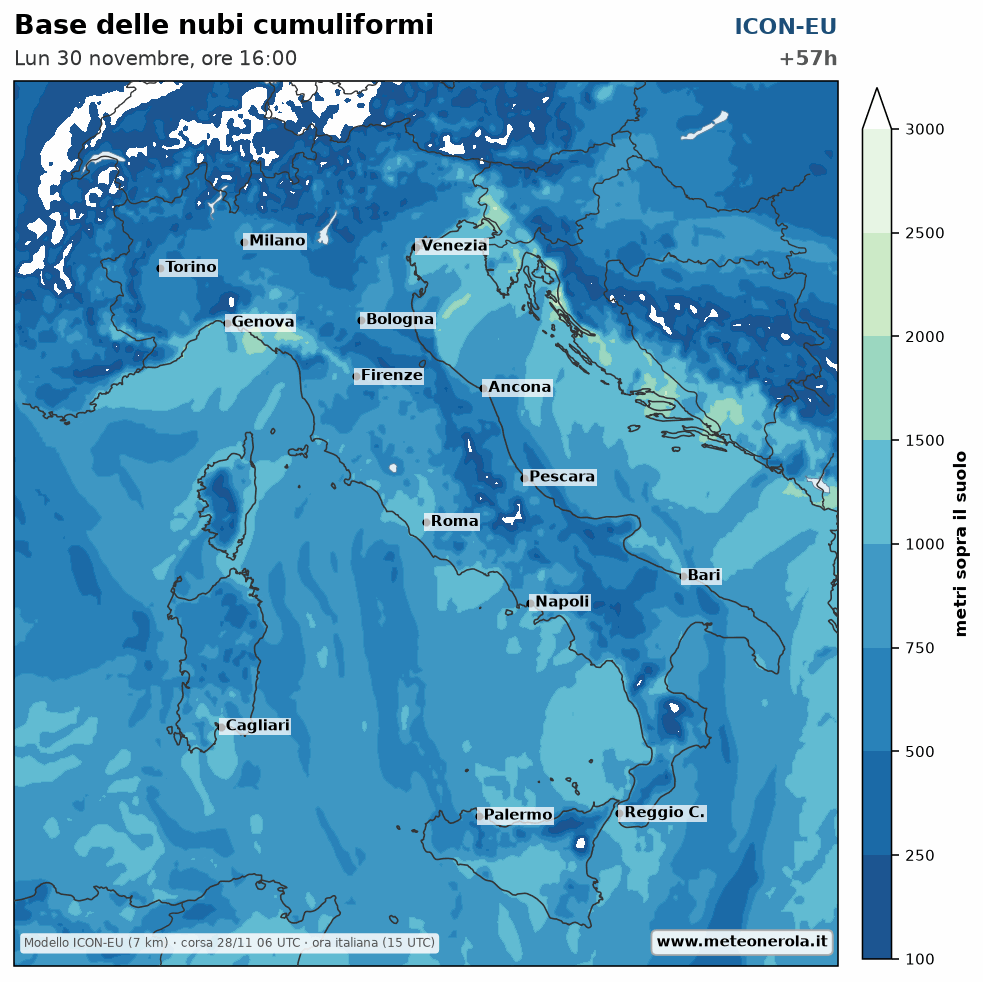 Base delle nubi cumuliformi
ICON-EU
Lun 30 novembre, ore 16:00
+57h
3000
2500
2000
1500
1000
750
500
250
100
metri sopra il suolo
Milano
Venezia
Torino
Genova
Bologna
Firenze
Ancona
Pescara
Roma
Bari
Napoli
Cagliari
Palermo
Reggio C.
Modello ICON-EU (7 km) · corsa 28/11 06 UTC · ora italiana (15 UTC)
www.meteonerola.it